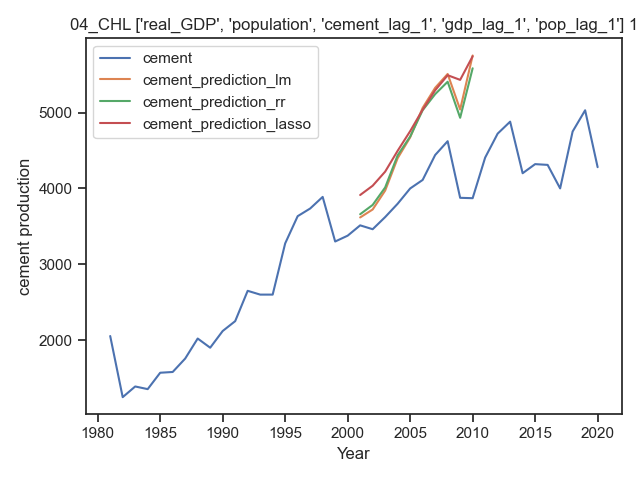 04_CHL ['real_GDP', 'population', 'cement_lag_1', 'gdp_lag_1', 'pop_lag_1'] 1
cement
cement_prediction_lm
cement_prediction_rr
cement_prediction_lasso
cement production
5000
4000
3000
2000
1980 1985 1990 1995 2000 2005 2010 2015 2020
Year